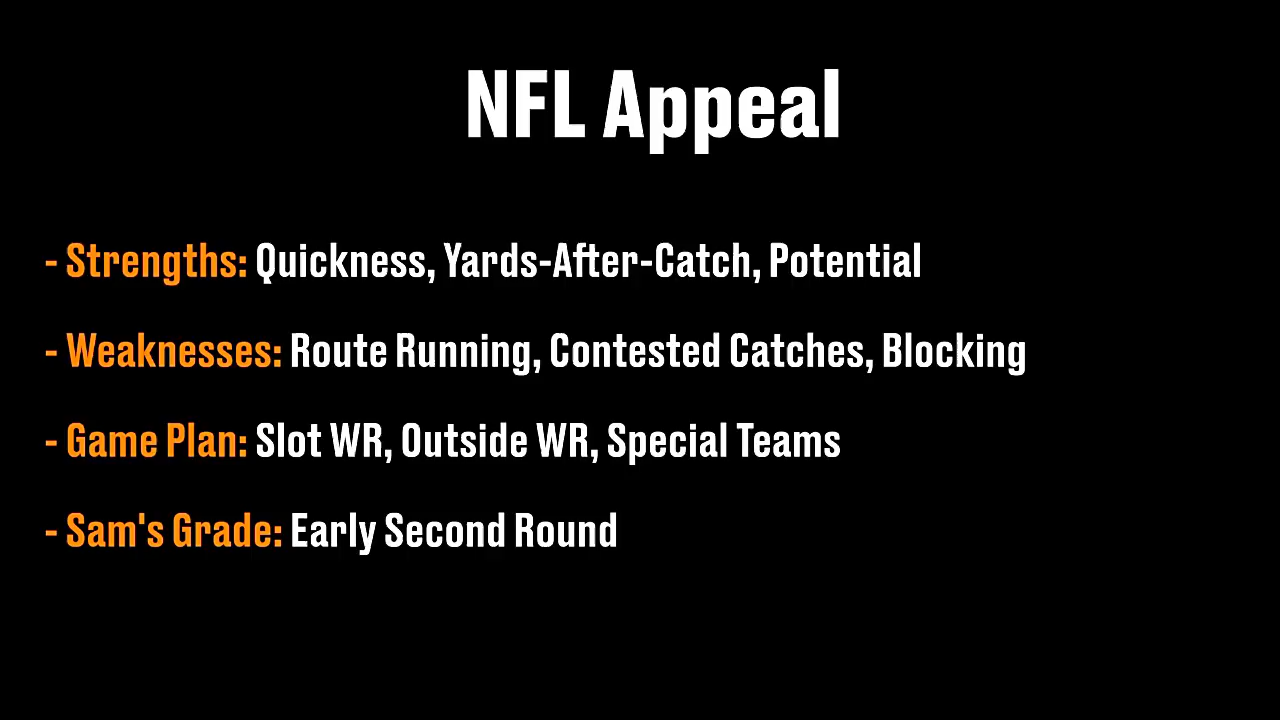 NFL Appeal
- Strengths: Quickness, Yards-After-Catch, Potential
- Weaknesses: Route Running, Contested Catches, Blocking
- Game Plan: Slot WR, Outside WR, Special Teams
- Sam's Grade: Early Second Round